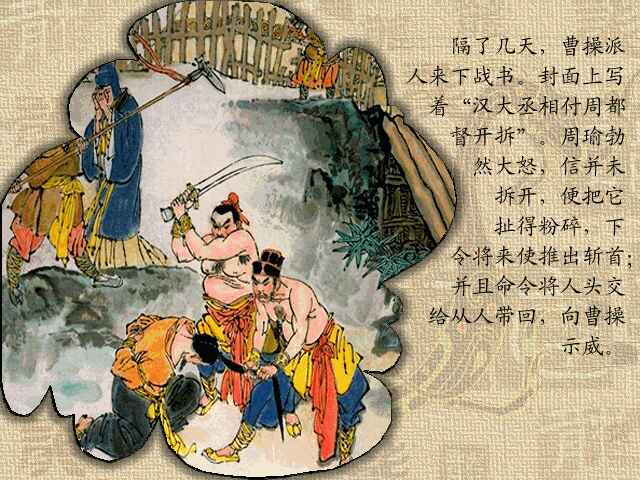 隔了几天，曹操派
人来下战书。封面上写
着“汉大丞相付周都
督开拆”。周瑜勃
然大怒，信并未
拆开，便把它
扯得粉碎，下
令将来使推出斩首；
并且命令将人头交
给从人带回，向曹操
示威。